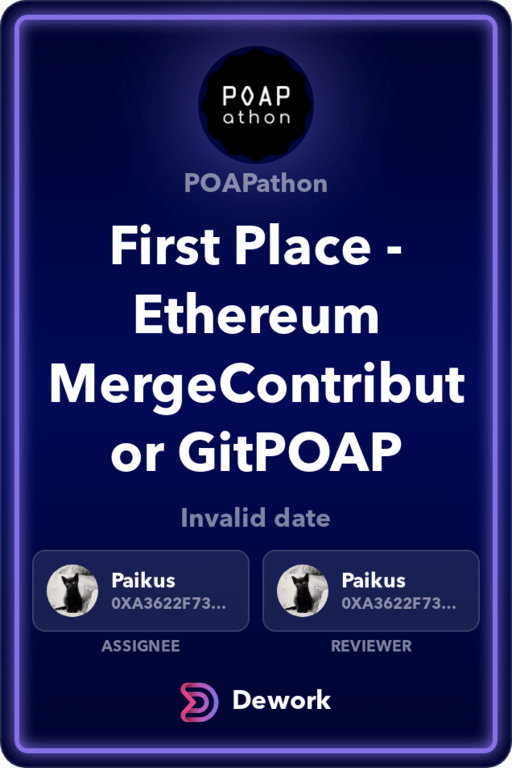 POAP
athon
POAPathon
First Place -
Ethereum
MergeContribut
or GitPOAP
Invalid date
Paikus
0XA3622F73...
Paikus
0XA3622F73...
ASSIGNEE
REVIEWER
Dework